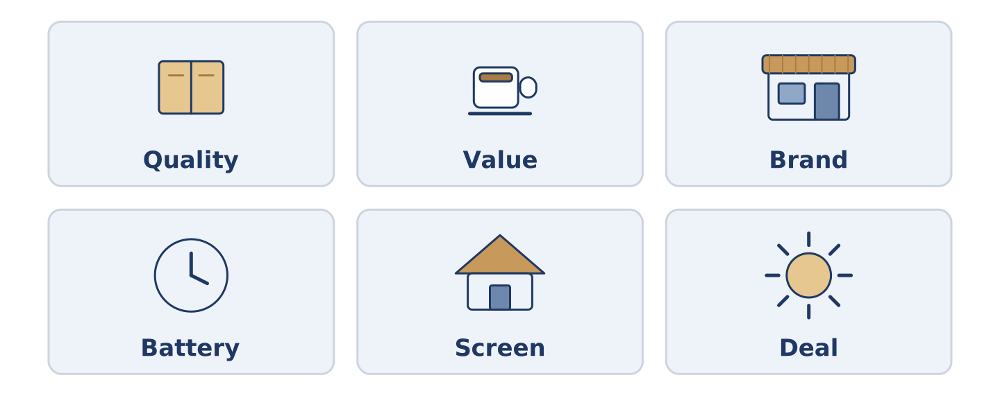 Quality
Value
Brand
Battery
Screen
Deal